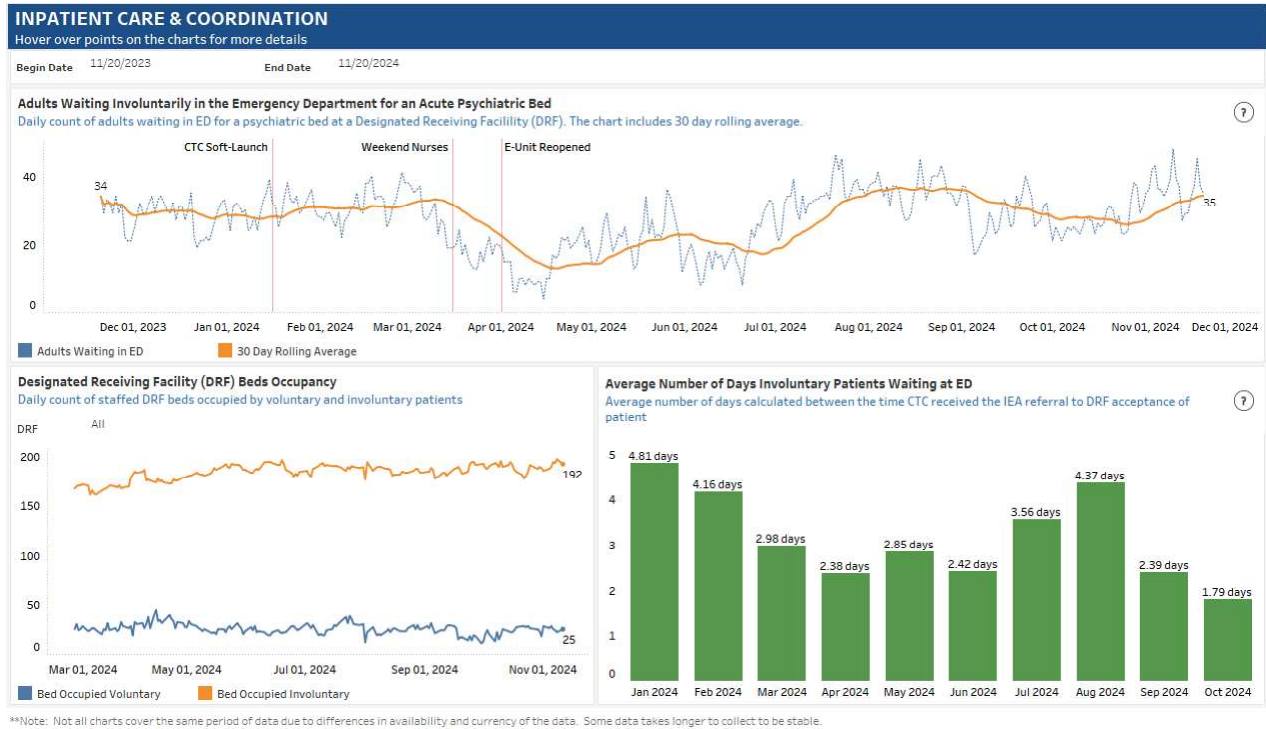 INPATIENT CARE & COORDINATION
Hover over points on the charts for more details
Begin Date 11/20/2023 End Date 11/20/2024
Adults Waiting Involuntarily in the Emergency Department for an Acute Psychiatric Bed
?
Daily count of adults waiting in ED for a psychiatric bed at a Designated Receiving Facilility (DRF). The chart includes 30 day rolling average.
CTC Soft-Launch Weekend Nurses E-Unit Reopened
40
34
35
20
0
Dec 01, 2023 Jan 01, 2024 Feb 01, 2024 Mar 01, 2024 Apr 01, 2024 May 01, 2024 Jun 01, 2024 Jul 01, 2024 Aug 01, 2024 Sep 01, 2024 Oct 01, 2024 Nov 01, 2024 Dec 01, 2024
Adults Waiting in ED 30 Day Rolling Average
Designated Receiving Facility (DRF) Beds Occupancy
Daily count of staffed DRF beds occupied by voluntary and involuntary patients
DRF All
200
192
150
100
50
25
0
Mar 01, 2024 May 01, 2024 Jul 01, 2024 Sep 01, 2024 Nov 01, 2024
Bed Occupied Voluntary Bed Occupied Involuntary
Average Number of Days Involuntary Patients Waiting at ED
?
Average number of days calculated between the time CTC received the IEA referral to DRF acceptance of
patient
5
4.81 days
4.16 days
2.98 days
2.38 days
2.85 days
2.42 days
3.56 days
4.37 days
2.39 days
1.79 days
4
3
2
1
0
Jan 2024 Feb 2024 Mar 2024 Apr 2024 May 2024 Jun 2024 Jul 2024 Aug 2024 Sep 2024 Oct 2024
**Note: Not all charts cover the same period of data due to differences in availability and currency of the data. Some data takes longer to collect to be stable.